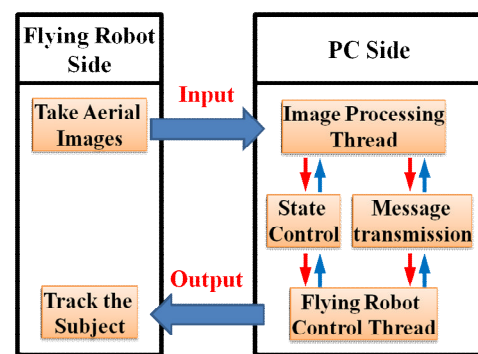 Flying Robot
Side
PC Side
Take Aerial
Images
Input
Image Processing
Thread
State
Control
Message
transmission
Output
Track the
Subject
Flying Robot
Control Thread